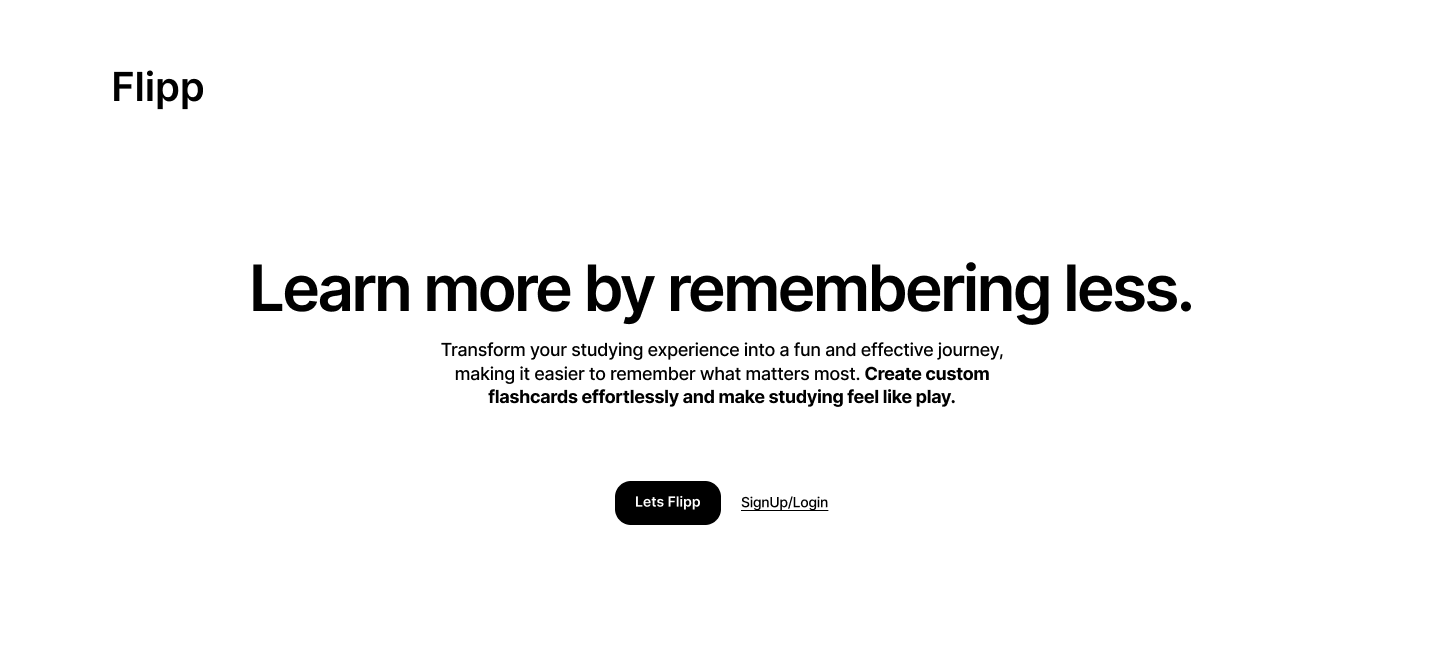 Flipp
Learn more by remembering less.
Transform your studying experience into a fun and effective journey,
making it easier to remember what matters most. Create custom
flashcards effortlessly and make studying feel like play.
Lets Flipp
SignUp/Login